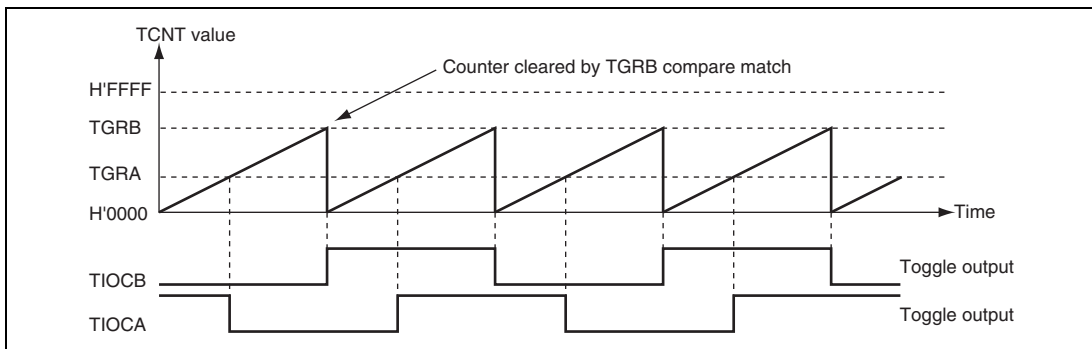 TCNT value
Counter cleared by TGRB compare match
H'FFFF
TGRB
TGRA
H'0000
Time
TIOCB
Toggle output
TIOCA
Toggle output